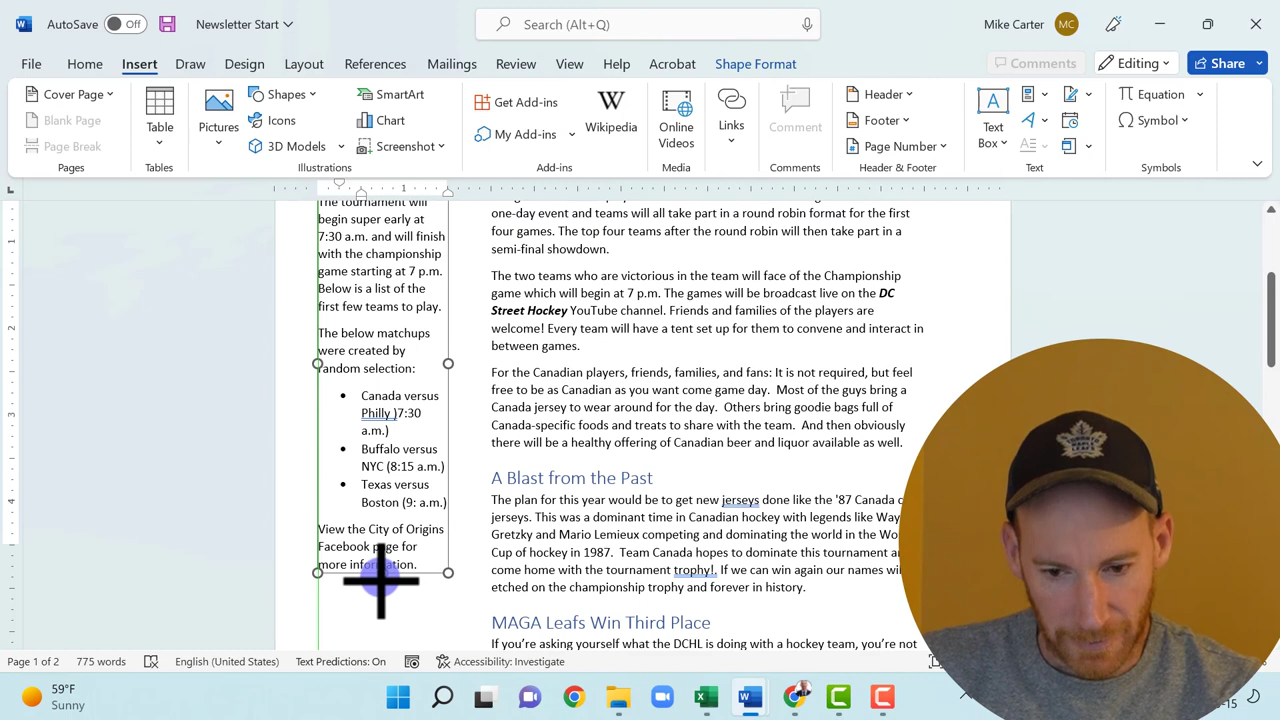 AutoSave Off Newsletter Start Search (Alt+Q) Mike Carter MC
File Home Insert Draw Design Layout References Mailings Review View Help Acrobat Shape Format Comments Editing Share
Cover Page
Blank Page
Page Break
Pages
Table
Tables
Pictures
Shapes
Icons
3D Models
SmartArt
Chart
Screenshot
Illustrations
Get Add-ins
My Add-ins
Wikipedia
Add-ins
Online
Videos
Media
Links
Comment
Comments
Header
Footer
Page Number
Header & Footer
Text
Box
Text
Equation
Symbol
Symbols
1
1
2
3
4
The tournament will
begin super early at
7:30 a.m. and will finish
with the championship
game starting at 7 p.m.
Below is a list of the
first few teams to play.
The below matchups
were created by
random selection:
• Canada versus
Philly )7:30
a.m.)
• Buffalo versus
NYC (8:15 a.m.)
• Texas versus
Boston (9: a.m.)
View the City of Origins
Facebook page for
more information.
one-day event and teams will all take part in a round robin format for the first
four games. The top four teams after the round robin will then take part in a
semi-final showdown.
The two teams who are victorious in the team will face of the Championship
game which will begin at 7 p.m. The games will be broadcast live on the DC
Street Hockey YouTube channel. Friends and families of the players are
welcome! Every team will have a tent set up for them to convene and interact in
between games.
For the Canadian players, friends, families, and fans: It is not required, but feel
free to be as Canadian as you want come game day. Most of the guys bring a
Canada jersey to wear around for the day. Others bring goodie bags full of
Canada-specific foods and treats to share with the team. And then obviously
there will be a healthy offering of Canadian beer and liquor available as well.
A Blast from the Past
The plan for this year would be to get new jerseys done like the '87 Canada
jerseys. This was a dominant time in Canadian hockey with legends like
Gretzky and Mario Lemieux competing and dominating the world in the
Cup of hockey in 1987. Team Canada hopes to dominate this tournament
come home with the tournament trophy!. If we can win again our names
etched on the championship trophy and forever in history.
MAGA Leafs Win Third Place
If you're asking yourself what the DCHL is doing with a hockey team, you're not
Page 1 of 2 775 words English (United States) Text Predictions: On Accessibility: Investigate
59°F
Sunny